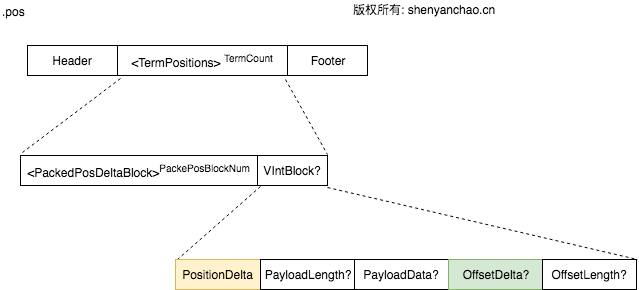 .pos
版权所有: shenyanchao.cn
Header
<TermPositions> TermCount
Footer
<PackedPosDeltaBlock>PackePosBlockNum
VIntBlock?
PositionDelta
PayloadLength?
PayloadData?
OffsetDelta?
OffsetLength?